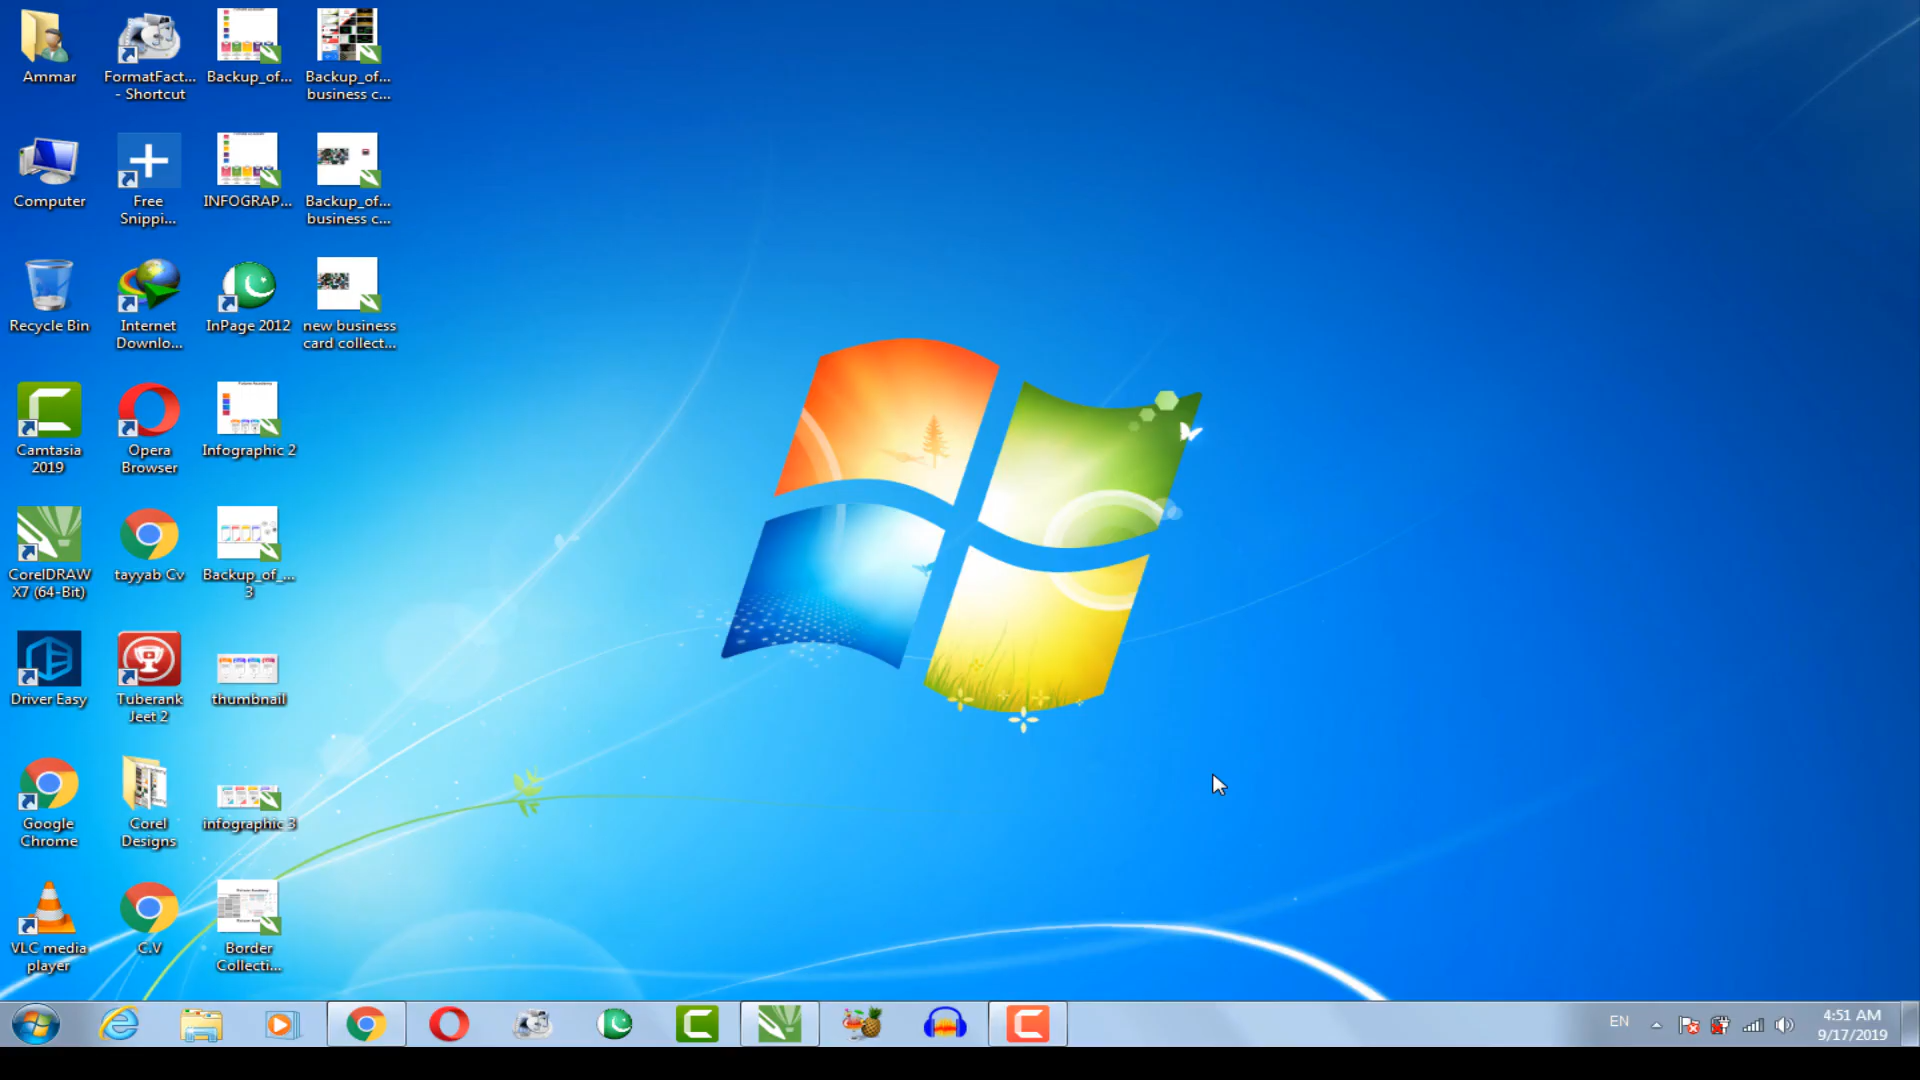 Ammar
FormatFact...
- Shortcut
Backup_of...
Backup_of...
business c...
Computer
Free
Snippi...
INFOGRAP...
Backup_of...
business c...
Recycle Bin
Internet
Downlo...
InPage 2012
new business
card collect...
Camtasia
2019
Opera
Browser
Infographic 2
CorelDRAW
X7 (64-Bit)
tayyab Cv
Backup_of_...
3
Driver Easy
Tuberank
Jeet 2
thumbnail
Google
Chrome
Corel
Designs
infographic 3
VLC media
player
C.V
Border
Collecti...
EN
4:51 AM
9/17/2019